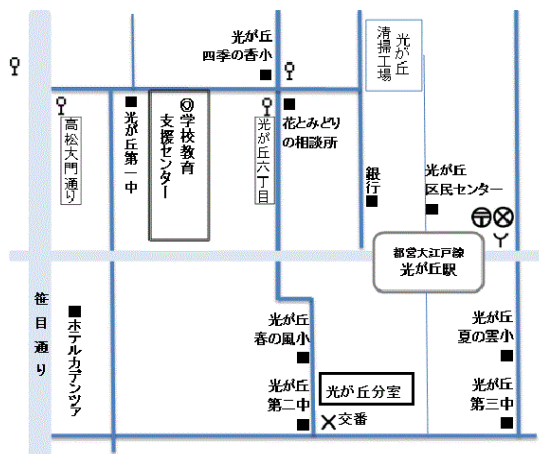 光が丘
四季の香小
光が丘
清掃工場
高松大門通り
光が丘第一中
◎学校教育
支援センター
光が丘六丁目
花とみどり
の相談所
銀行
光が丘
区民センター
都営大江戸線
光が丘駅
笹目通り
ホテルカデンツァ
光が丘
春の風小
光が丘
夏の雲小
光が丘
第二中
光が丘分室
光が丘
第三中
交番